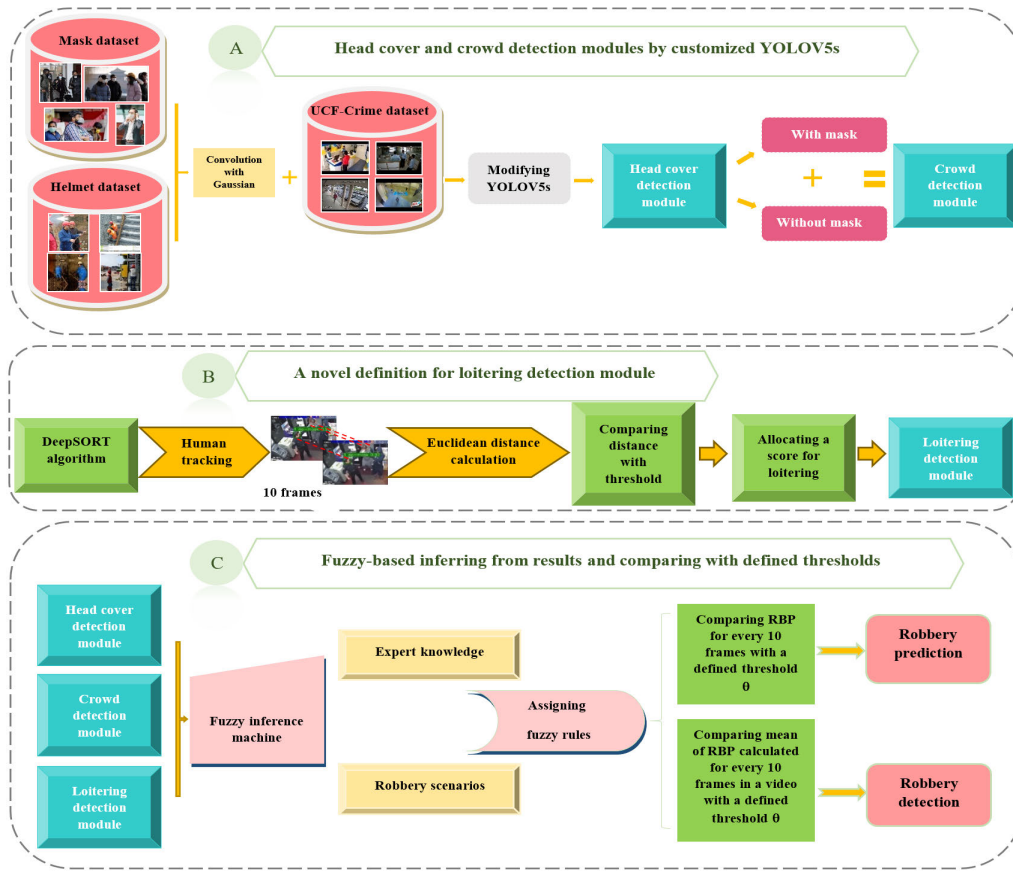 A
Head cover and crowd detection modules by customized YOLOV5s
Mask dataset
Helmet dataset
Convolution
with
Gaussian
+
UCF-Crime dataset
Modifying
YOLOV5s
Head cover
detection
module
With mask
+
Without mask
=
Crowd
detection
module
B
A novel definition for loitering detection module
DeepSORT
algorithm
Human
tracking
10 frames
Euclidean distance
calculation
Comparing
distance
with
threshold
Allocating a
score for
loitering
Loitering
detection
module
C
Fuzzy-based inferring from results and comparing with defined thresholds
Head cover
detection
module
Crowd
detection
module
Loitering
detection
module
Fuzzy inference
machine
Expert knowledge
Robbery scenarios
Assigning
fuzzy rules
Comparing RBP
for every 10
frames with a
defined threshold
θ
Robbery
prediction
Comparing mean
of RBP calculated
for every 10
frames in a video
with a defined
threshold θ
Robbery
detection